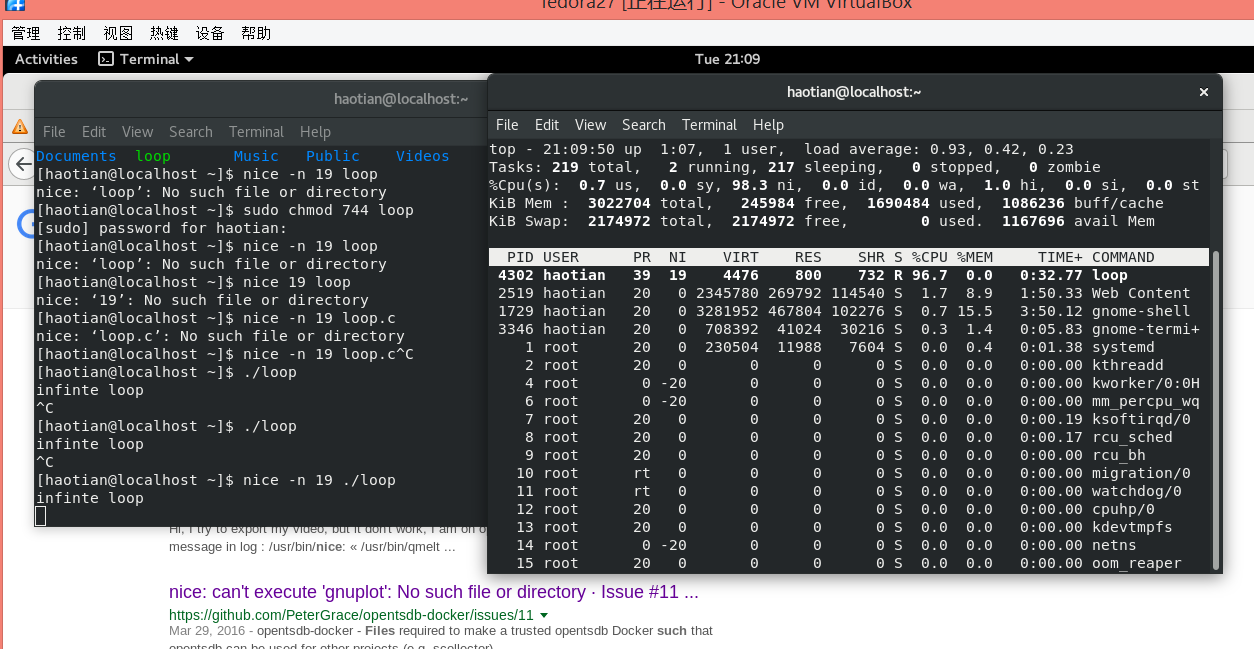 fedora27 [正在运行] - Oracle VM VirtualBox
管理 控制 视图 热键 设备 帮助
Activities Terminal Tue 21:09
haotian@localhost:~
File Edit View Search Terminal Help
Documents loop Music Public Videos
[haotian@localhost ~]$ nice -n 19 loop
nice: ‘loop’: No such file or directory
[haotian@localhost ~]$ sudo chmod 744 loop
[sudo] password for haotian:
[haotian@localhost ~]$ nice -n 19 loop
nice: ‘loop’: No such file or directory
[haotian@localhost ~]$ nice 19 loop
nice: ‘19’: No such file or directory
[haotian@localhost ~]$ nice -n 19 loop.c
nice: ‘loop.c’: No such file or directory
[haotian@localhost ~]$ nice -n 19 loop.c^C
[haotian@localhost ~]$ ./loop
infinte loop
^C
[haotian@localhost ~]$ ./loop
infinte loop
^C
[haotian@localhost ~]$ nice -n 19 ./loop
infinte loop
haotian@localhost:~
File Edit View Search Terminal Help
top - 21:09:50 up 1:07, 1 user, load average: 0.93, 0.42, 0.23
Tasks: 219 total, 2 running, 217 sleeping, 0 stopped, 0 zombie
%Cpu(s): 0.7 us, 0.0 sy, 98.3 ni, 0.0 id, 0.0 wa, 1.0 hi, 0.0 si, 0.0 st
KiB Mem : 3022704 total, 245984 free, 1690484 used, 1086236 buff/cache
KiB Swap: 2174972 total, 2174972 free, 0 used. 1167696 avail Mem
PID USER PR NI VIRT RES SHR S %CPU %MEM TIME+ COMMAND
4302 haotian 39 19 4476 800 732 R 96.7 0.0 0:32.77 loop
2519 haotian 20 0 2345780 269792 114540 S 1.7 8.9 1:50.33 Web Content
1729 haotian 20 0 3281952 467804 102276 S 0.7 15.5 3:50.12 gnome-shell
3346 haotian 20 0 708392 41024 30216 S 0.3 1.4 0:05.83 gnome-termi+
1 root 20 0 230504 11988 7604 S 0.0 0.4 0:01.38 systemd
2 root 20 0 0 0 0 S 0.0 0.0 0:00.00 kthreadd
4 root 0 -20 0 0 0 S 0.0 0.0 0:00.00 kworker/0:0H
6 root 0 -20 0 0 0 S 0.0 0.0 0:00.00 mm_percpu_wq
7 root 20 0 0 0 0 S 0.0 0.0 0:00.19 ksoftirqd/0
8 root 20 0 0 0 0 S 0.0 0.0 0:00.17 rcu_sched
9 root 20 0 0 0 0 S 0.0 0.0 0:00.00 rcu_bh
10 root rt 0 0 0 0 S 0.0 0.0 0:00.00 migration/0
11 root rt 0 0 0 0 S 0.0 0.0 0:00.00 watchdog/0
12 root 20 0 0 0 0 S 0.0 0.0 0:00.00 cpuhp/0
13 root 20 0 0 0 0 S 0.0 0.0 0:00.00 kdevtmpfs
14 root 0 -20 0 0 0 S 0.0 0.0 0:00.00 netns
15 root 20 0 0 0 0 S 0.0 0.0 0:00.00 oom_reaper
Hi, I try to export my video, but it don't work, I am on o
message in log : /usr/bin/nice: « /usr/bin/qmelt ...
nice: can't execute 'gnuplot': No such file or directory · Issue #11 ...
https://github.com/PeterGrace/opentsdb-docker/issues/11
Mar 29, 2016 - opentsdb-docker - Files required to make a trusted opentsdb Docker such that
opentsdb can be used for other projects (e.g. scollector)